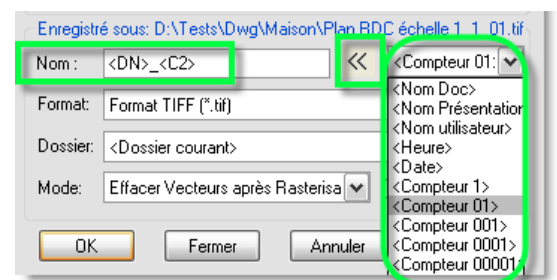 Enregistré sous: D:\Tests\Dwg\Maison\Plan RDC échelle 1_1_01.tif
Nom : <DN>_<C2> << <Compteur 01:
Format: Format TIFF (*.tif)
Dossier: <Dossier courant>
Mode: Effacer Vecteurs après Rasterisa
OK Fermer Annuler
<Nom Doc>
<Nom Présentation
<Nom utilisateur>
<Heure>
<Date>
<Compteur 1>
<Compteur 01>
<Compteur 001>
<Compteur 0001>
<Compteur 00001>